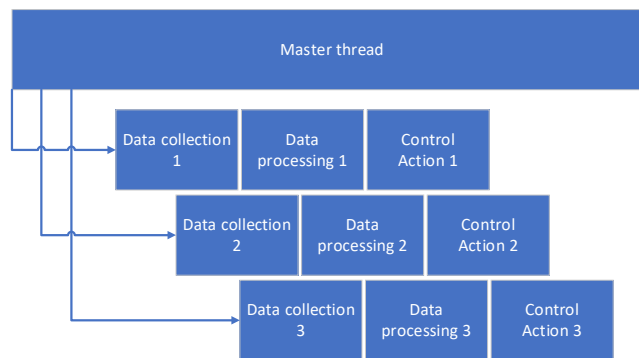 Master thread
Data collection
1
Data
processing 1
Control
Action 1
Data collection
2
Data
processing 2
Control
Action 2
Data collection
3
Data
processing 3
Control
Action 3